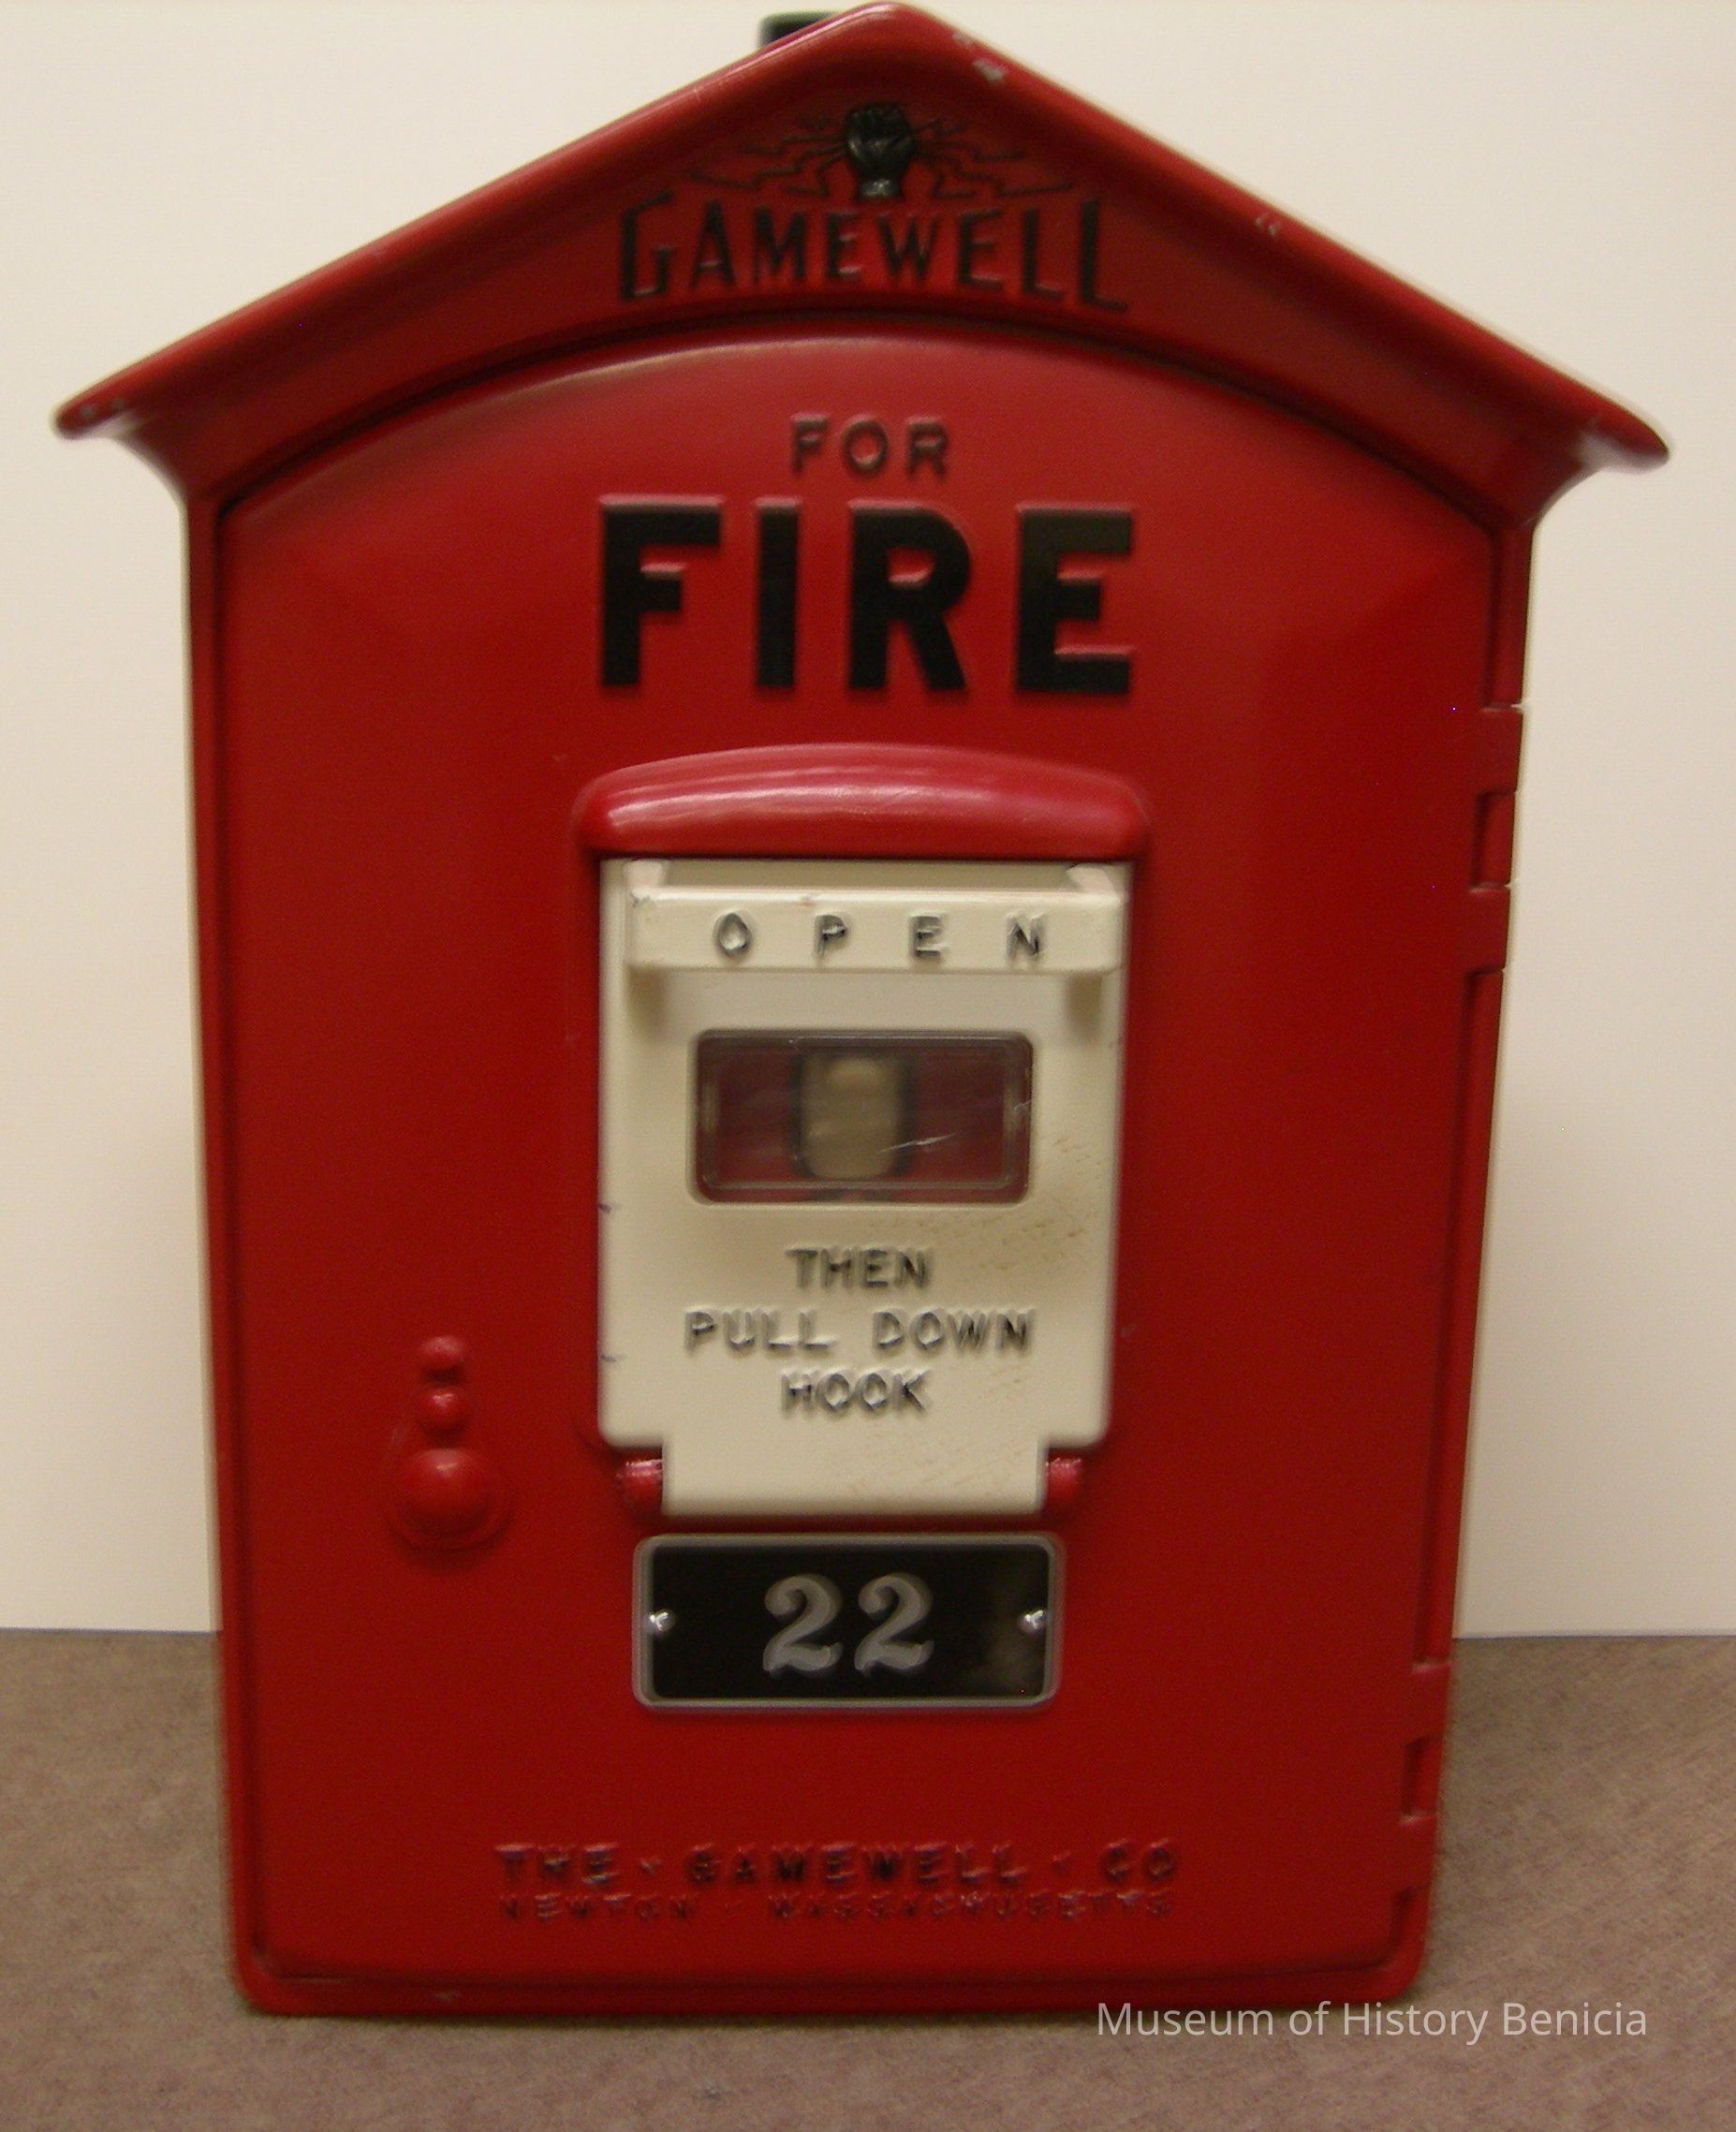 GAMEWELL
FOR
FIRE
OPEN
THEN
PULL DOWN
HOOK
22
THE · GAMEWELL · CO
NEWTON · MASSACHUSETTS
Museum of History Benicia